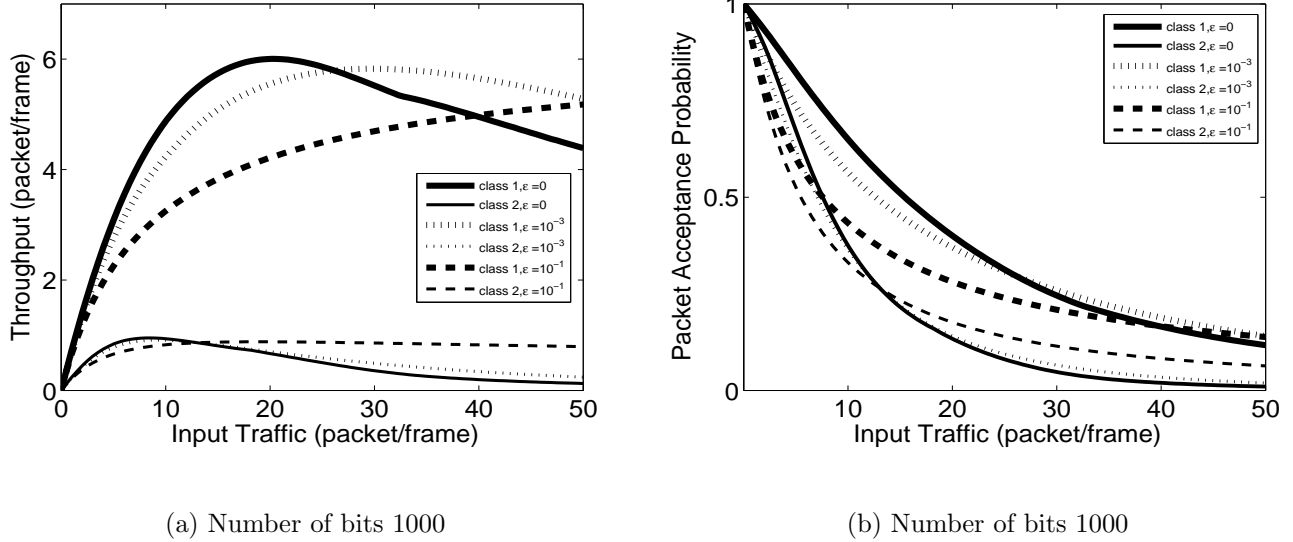 6
4
2
0
0
10
20
30
40
50
Throughput (packet/frame)
Input Traffic (packet/frame)
class 1,ε =0
class 2,ε =0
class 1,ε =10⁻³
class 2,ε =10⁻³
class 1,ε =10⁻¹
class 2,ε =10⁻¹
(a) Number of bits 1000
1
0.5
0
10
20
30
40
50
Packet Acceptance Probability
Input Traffic (packet/frame)
class 1,ε =0
class 2,ε =0
class 1,ε =10⁻³
class 2,ε =10⁻³
class 1,ε =10⁻¹
class 2,ε =10⁻¹
(b) Number of bits 1000